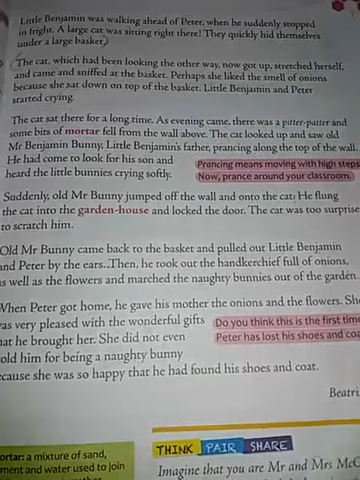 Little Benjamin was walking ahead of Peter, when he suddenly stopped
in fright. A large cat was sitting right there! They quickly hid themselves
under a large basket.
The cat, which had been looking the other way, now got up, stretched herself,
and came and sniffed at the basket. Perhaps she liked the smell of onions
because she sat down on top of the basket. Little Benjamin and Peter
started crying.
The cat sat there for a long time. As evening came, there was a pitter-patter and
some bits of mortar fell from the wall above. The cat looked up and saw old
Mr Benjamin Bunny, Little Benjamin's father, prancing along the top of the wall.
He had come to look for his son and
heard the little bunnies crying softly.
Prancing means moving with high steps
Now, prance around your classroom.
Suddenly, old Mr Bunny jumped off the wall and onto the cat. He flung
the cat into the garden-house and locked the door. The cat was too surprise
to scratch him.
Old Mr Bunny came back to the basket and pulled out Little Benjamin
and Peter by the ears. Then, he took out the handkerchief full of onions,
as well as the flowers and marched the naughty bunnies out of the garden.
When Peter got home, he gave his mother the onions and the flowers. She
as very pleased with the wonderful gifts
at he brought her. She did not even
old him for being a naughty bunny
ecause she was so happy that he had found his shoes and coat.
Do you think this is the first time
Peter has lost his shoes and coa
Beatri
ortar: a mixture of sand,
ment and water used to join
THINK PAIR SHARE
Imagine that you are Mr and Mrs McG